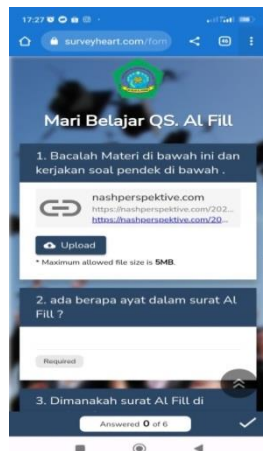 17:27
surveyheart.com/form
Mari Belajar QS. Al Fill
1. Bacalah Materi di bawah ini dan
kerjakan soal pendek di bawah .
nashperspektive.com
https://nashperspektive.com/202...
https://nashperspektive.com/20...
Upload
* Maximum allowed file size is 5MB.
2. ada berapa ayat dalam surat Al
Fill ?
Required
3. Dimanakah surat Al Fill di
Answered 0 of 6